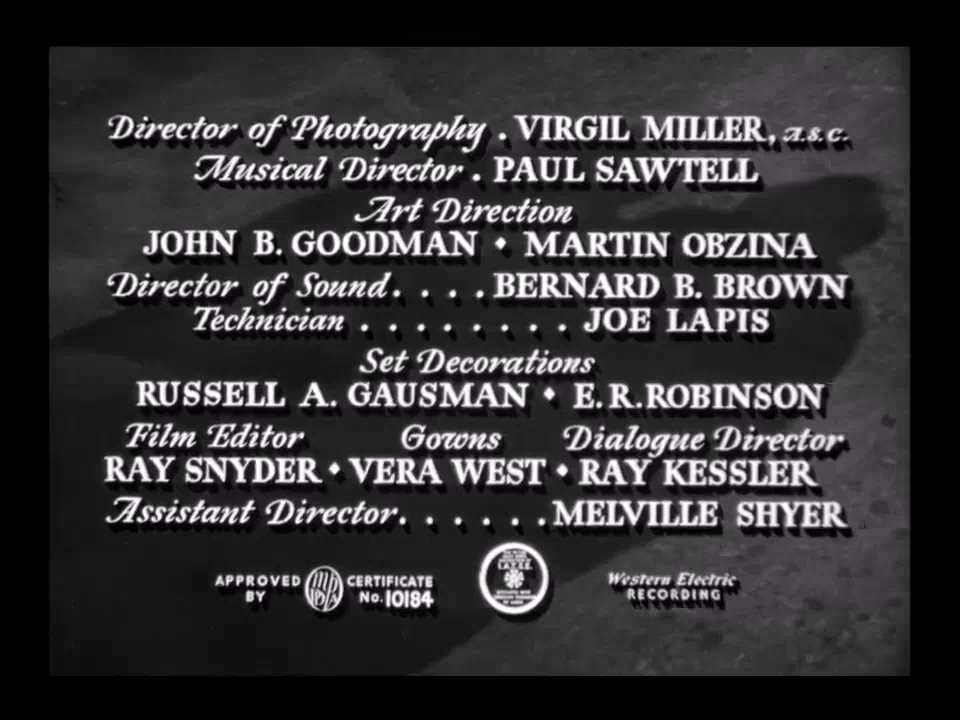 Director of Photography . VIRGIL MILLER, A.S.C.
Musical Director . PAUL SAWTELL
Art Direction
JOHN B. GOODMAN • MARTIN OBZINA
Director of Sound. . . . BERNARD B. BROWN
Technician . . . . . . . . . JOE LAPIS
Set Decorations
RUSSELL A. GAUSMAN • E. R. ROBINSON
Film Editor Gowns Dialogue Director
RAY SNYDER • VERA WEST • RAY KESSLER
Assistant Director. . . . . . MELVILLE SHYER
APPROVED BY CERTIFICATE No. 10184
I.A.T.S.E.
Western Electric
RECORDING